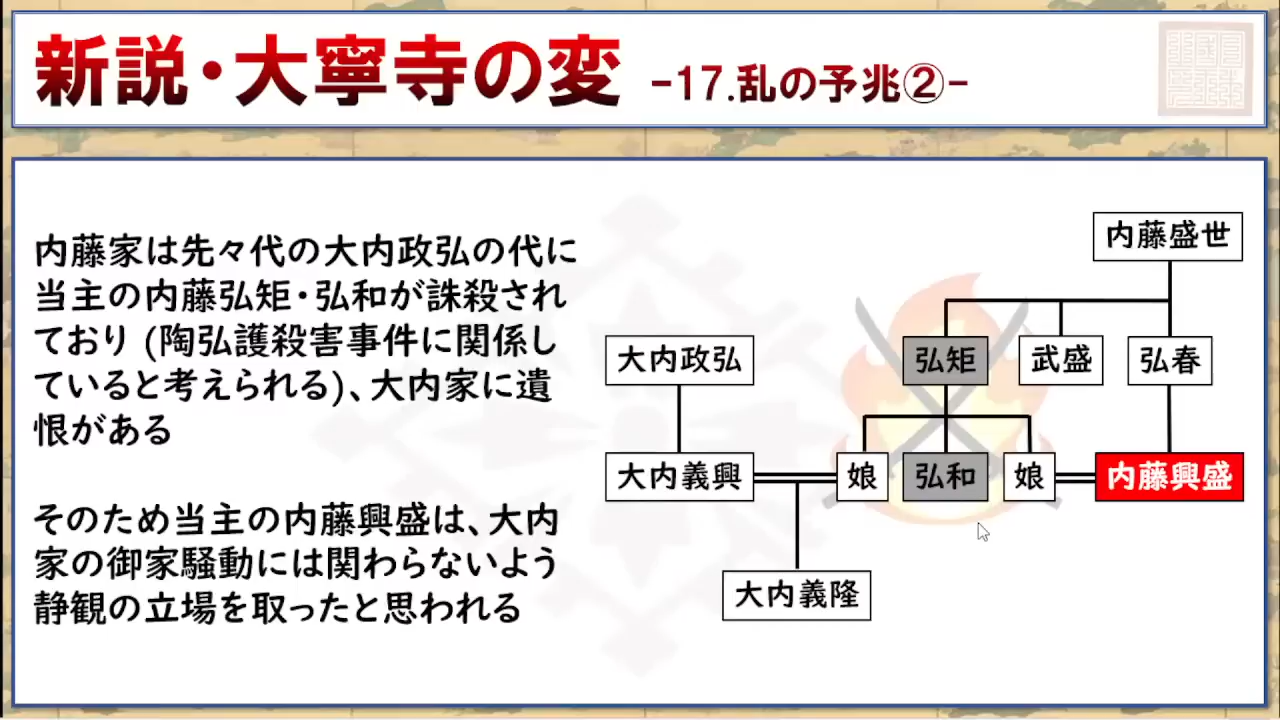 新説・大寧寺の変 -17.乱の予兆②-
内藤家は先々代の大内政弘の代に
当主の内藤弘矩・弘和が誅殺され
ており (陶弘護殺害事件に関係し
ていると考えられる)、大内家に遺
恨がある
そのため当主の内藤興盛は、大内
家の御家騒動には関わらないよう
静観の立場を取ったと思われる
内藤盛世
大内政弘
弘矩
武盛
弘春
大内義興
娘
弘和
娘
内藤興盛
大内義隆